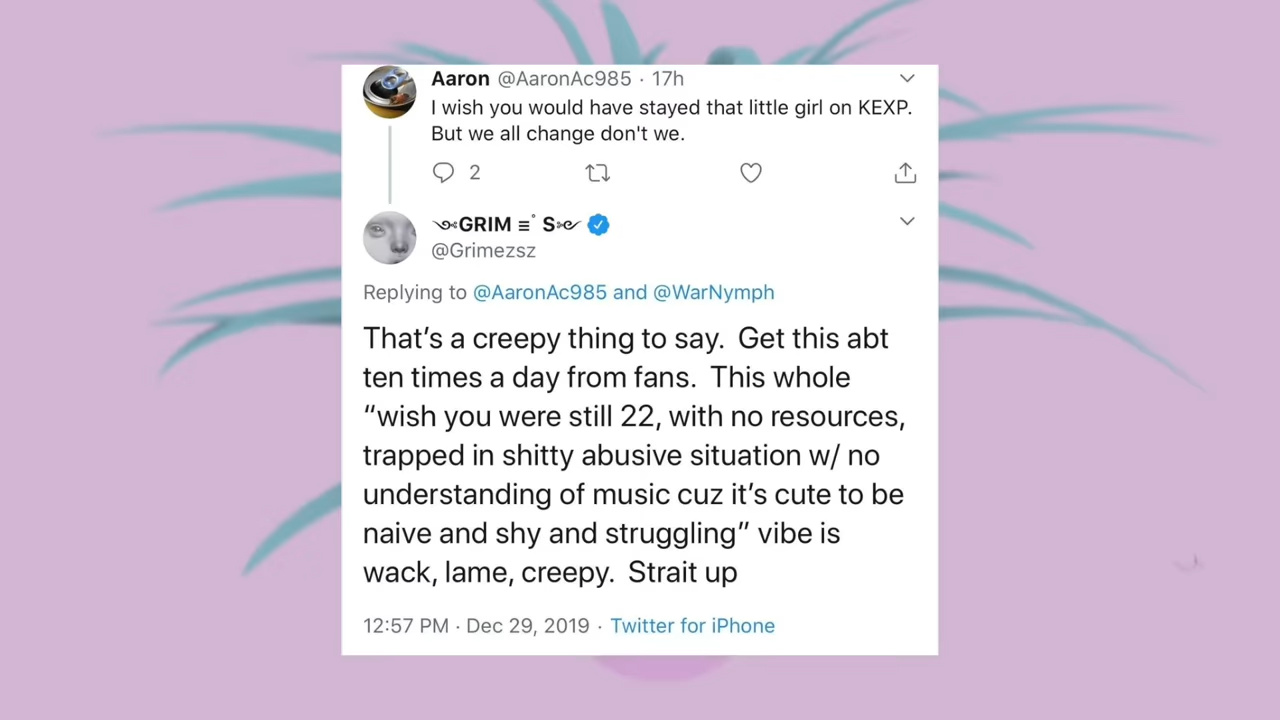 Aaron @AaronAc985 · 17h
I wish you would have stayed that little girl on KEXP.
But we all change don't we.
2
GRIM ≡˚ S
@Grimezsz
Replying to @AaronAc985 and @WarNymph
That’s a creepy thing to say.  Get this abt
ten times a day from fans.  This whole
“wish you were still 22, with no resources,
trapped in shitty abusive situation w/ no
understanding of music cuz it’s cute to be
naive and shy and struggling” vibe is
wack, lame, creepy.  Strait up
12:57 PM · Dec 29, 2019 · Twitter for iPhone